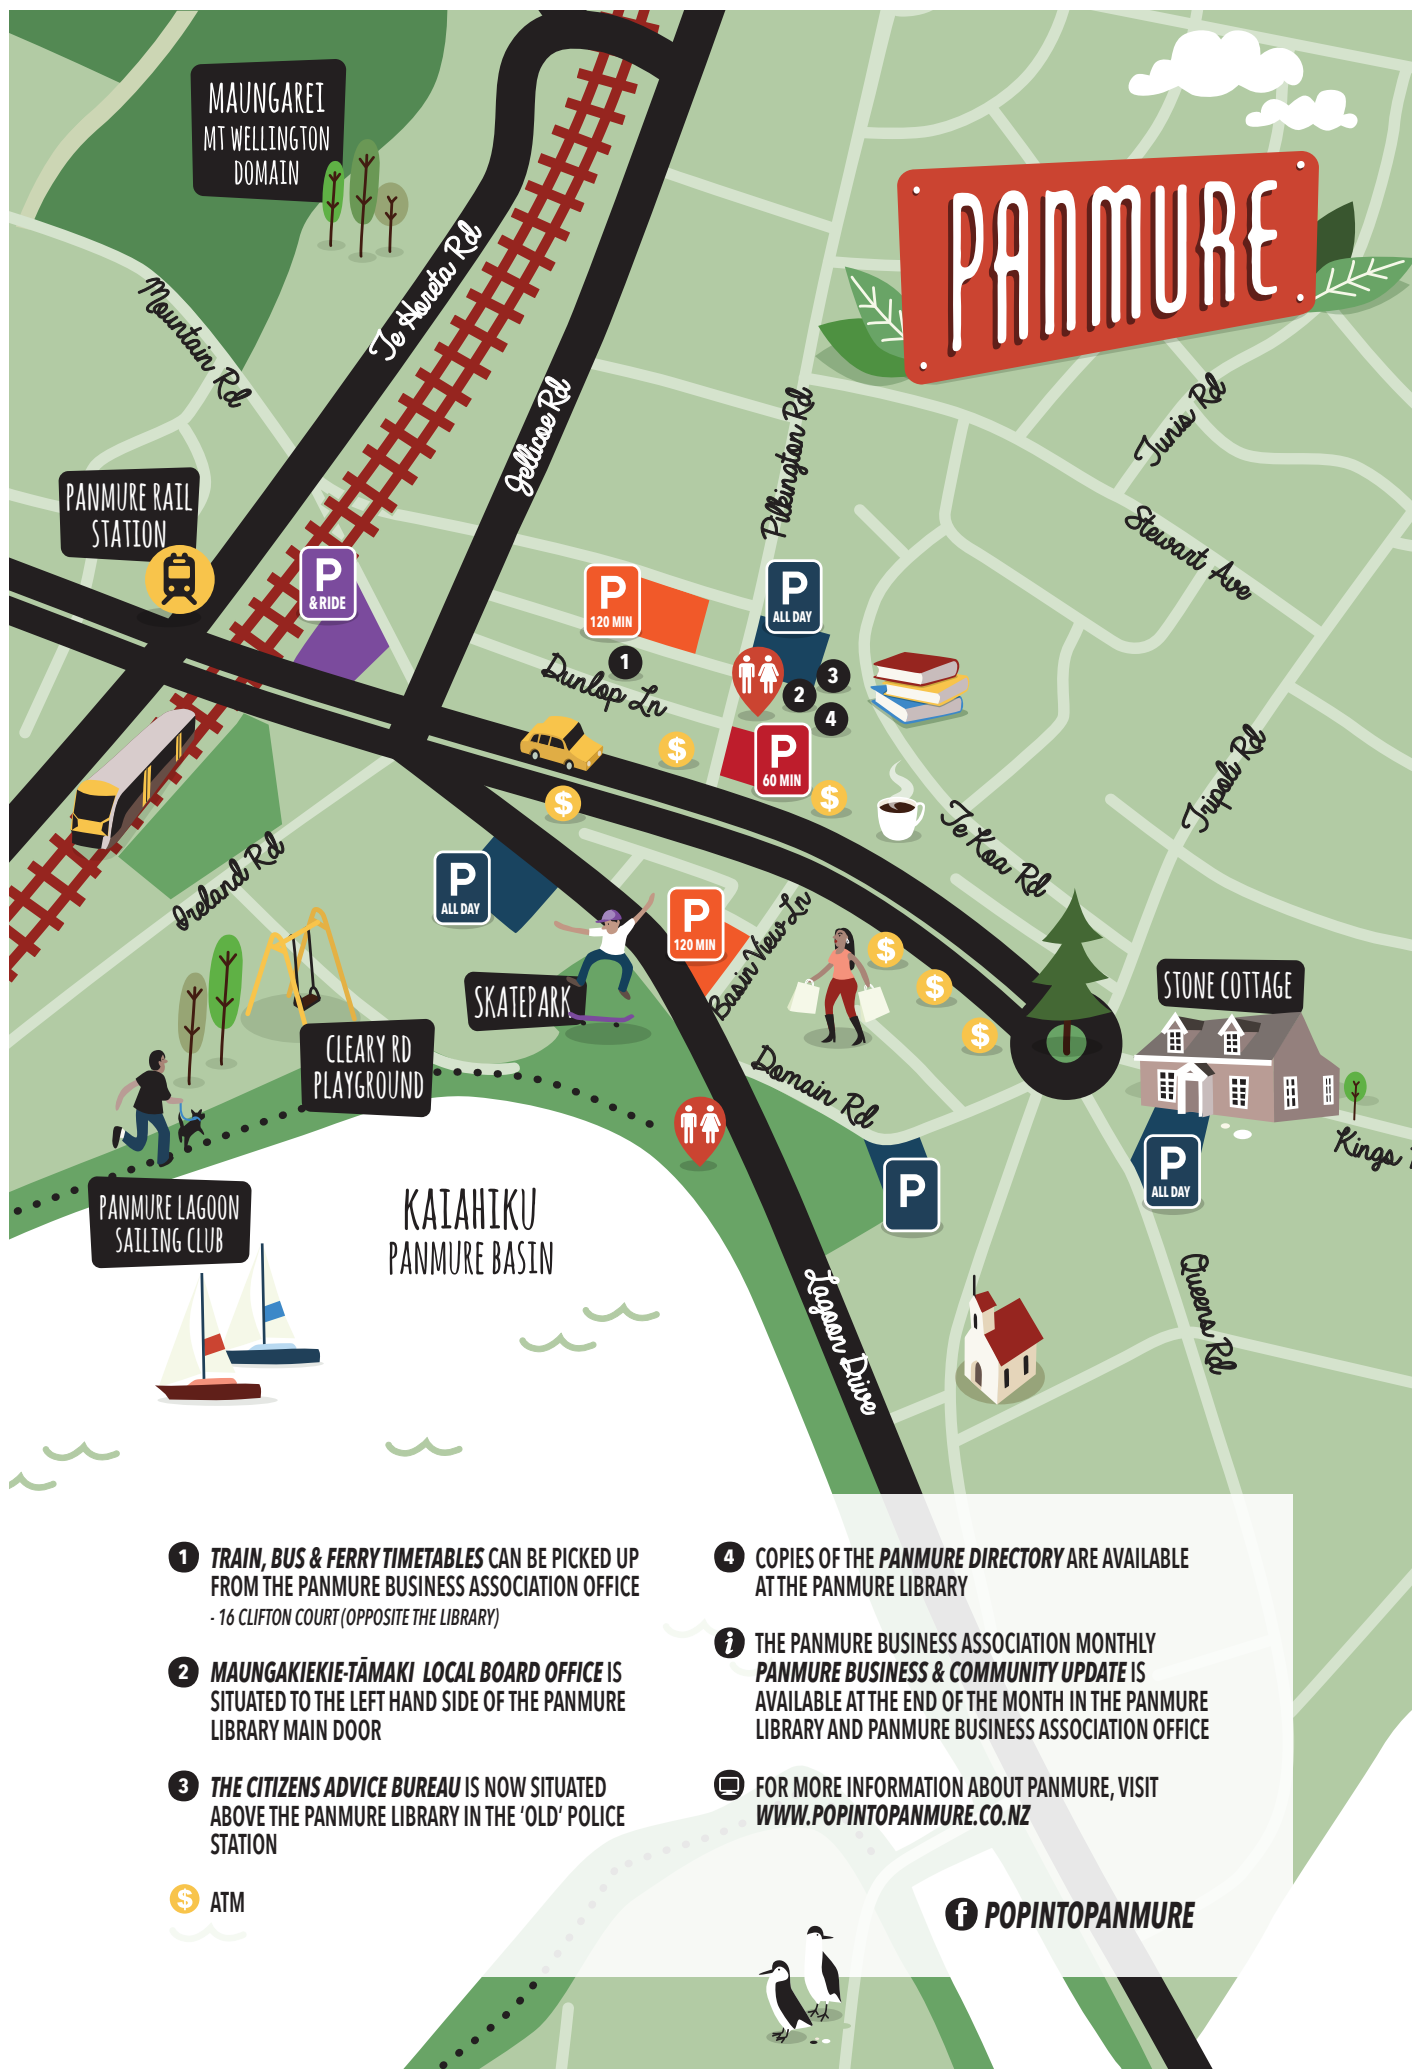 MAUNGAREI
MT WELLINGTON
DOMAIN
PANMURE
Te Horeta Rd
Mountain Rd
Jellicoe Rd
Pilkington Rd
Tunis Rd
Stewart Ave
PANMURE RAIL
STATION
P
& RIDE
P
120 MIN
P
ALL DAY
1
Dunlop Ln
3
2
4
$
P
60 MIN
$
$
Tripoli Rd
Te Koa Rd
Ireland Rd
P
ALL DAY
P
120 MIN
Basin View Ln
$
$
$
SKATEPARK
STONE COTTAGE
CLEARY RD
PLAYGROUND
Domain Rd
Kings
P
ALL DAY
P
PANMURE LAGOON
SAILING CLUB
KAIAHIKU
PANMURE BASIN
Lagoon Drive
Queens Rd
1 TRAIN, BUS & FERRY TIMETABLES CAN BE PICKED UP
FROM THE PANMURE BUSINESS ASSOCIATION OFFICE
- 16 CLIFTON COURT (OPPOSITE THE LIBRARY)
2 MAUNGAKIEKIE-TĀMAKI LOCAL BOARD OFFICE IS
SITUATED TO THE LEFT HAND SIDE OF THE PANMURE
LIBRARY MAIN DOOR
3 THE CITIZENS ADVICE BUREAU IS NOW SITUATED
ABOVE THE PANMURE LIBRARY IN THE ‘OLD’ POLICE
STATION
$ ATM
4 COPIES OF THE PANMURE DIRECTORY ARE AVAILABLE
AT THE PANMURE LIBRARY
i THE PANMURE BUSINESS ASSOCIATION MONTHLY
PANMURE BUSINESS & COMMUNITY UPDATE IS
AVAILABLE AT THE END OF THE MONTH IN THE PANMURE
LIBRARY AND PANMURE BUSINESS ASSOCIATION OFFICE
FOR MORE INFORMATION ABOUT PANMURE, VISIT
WWW.POPINTOPANMURE.CO.NZ
f POPINTOPANMURE